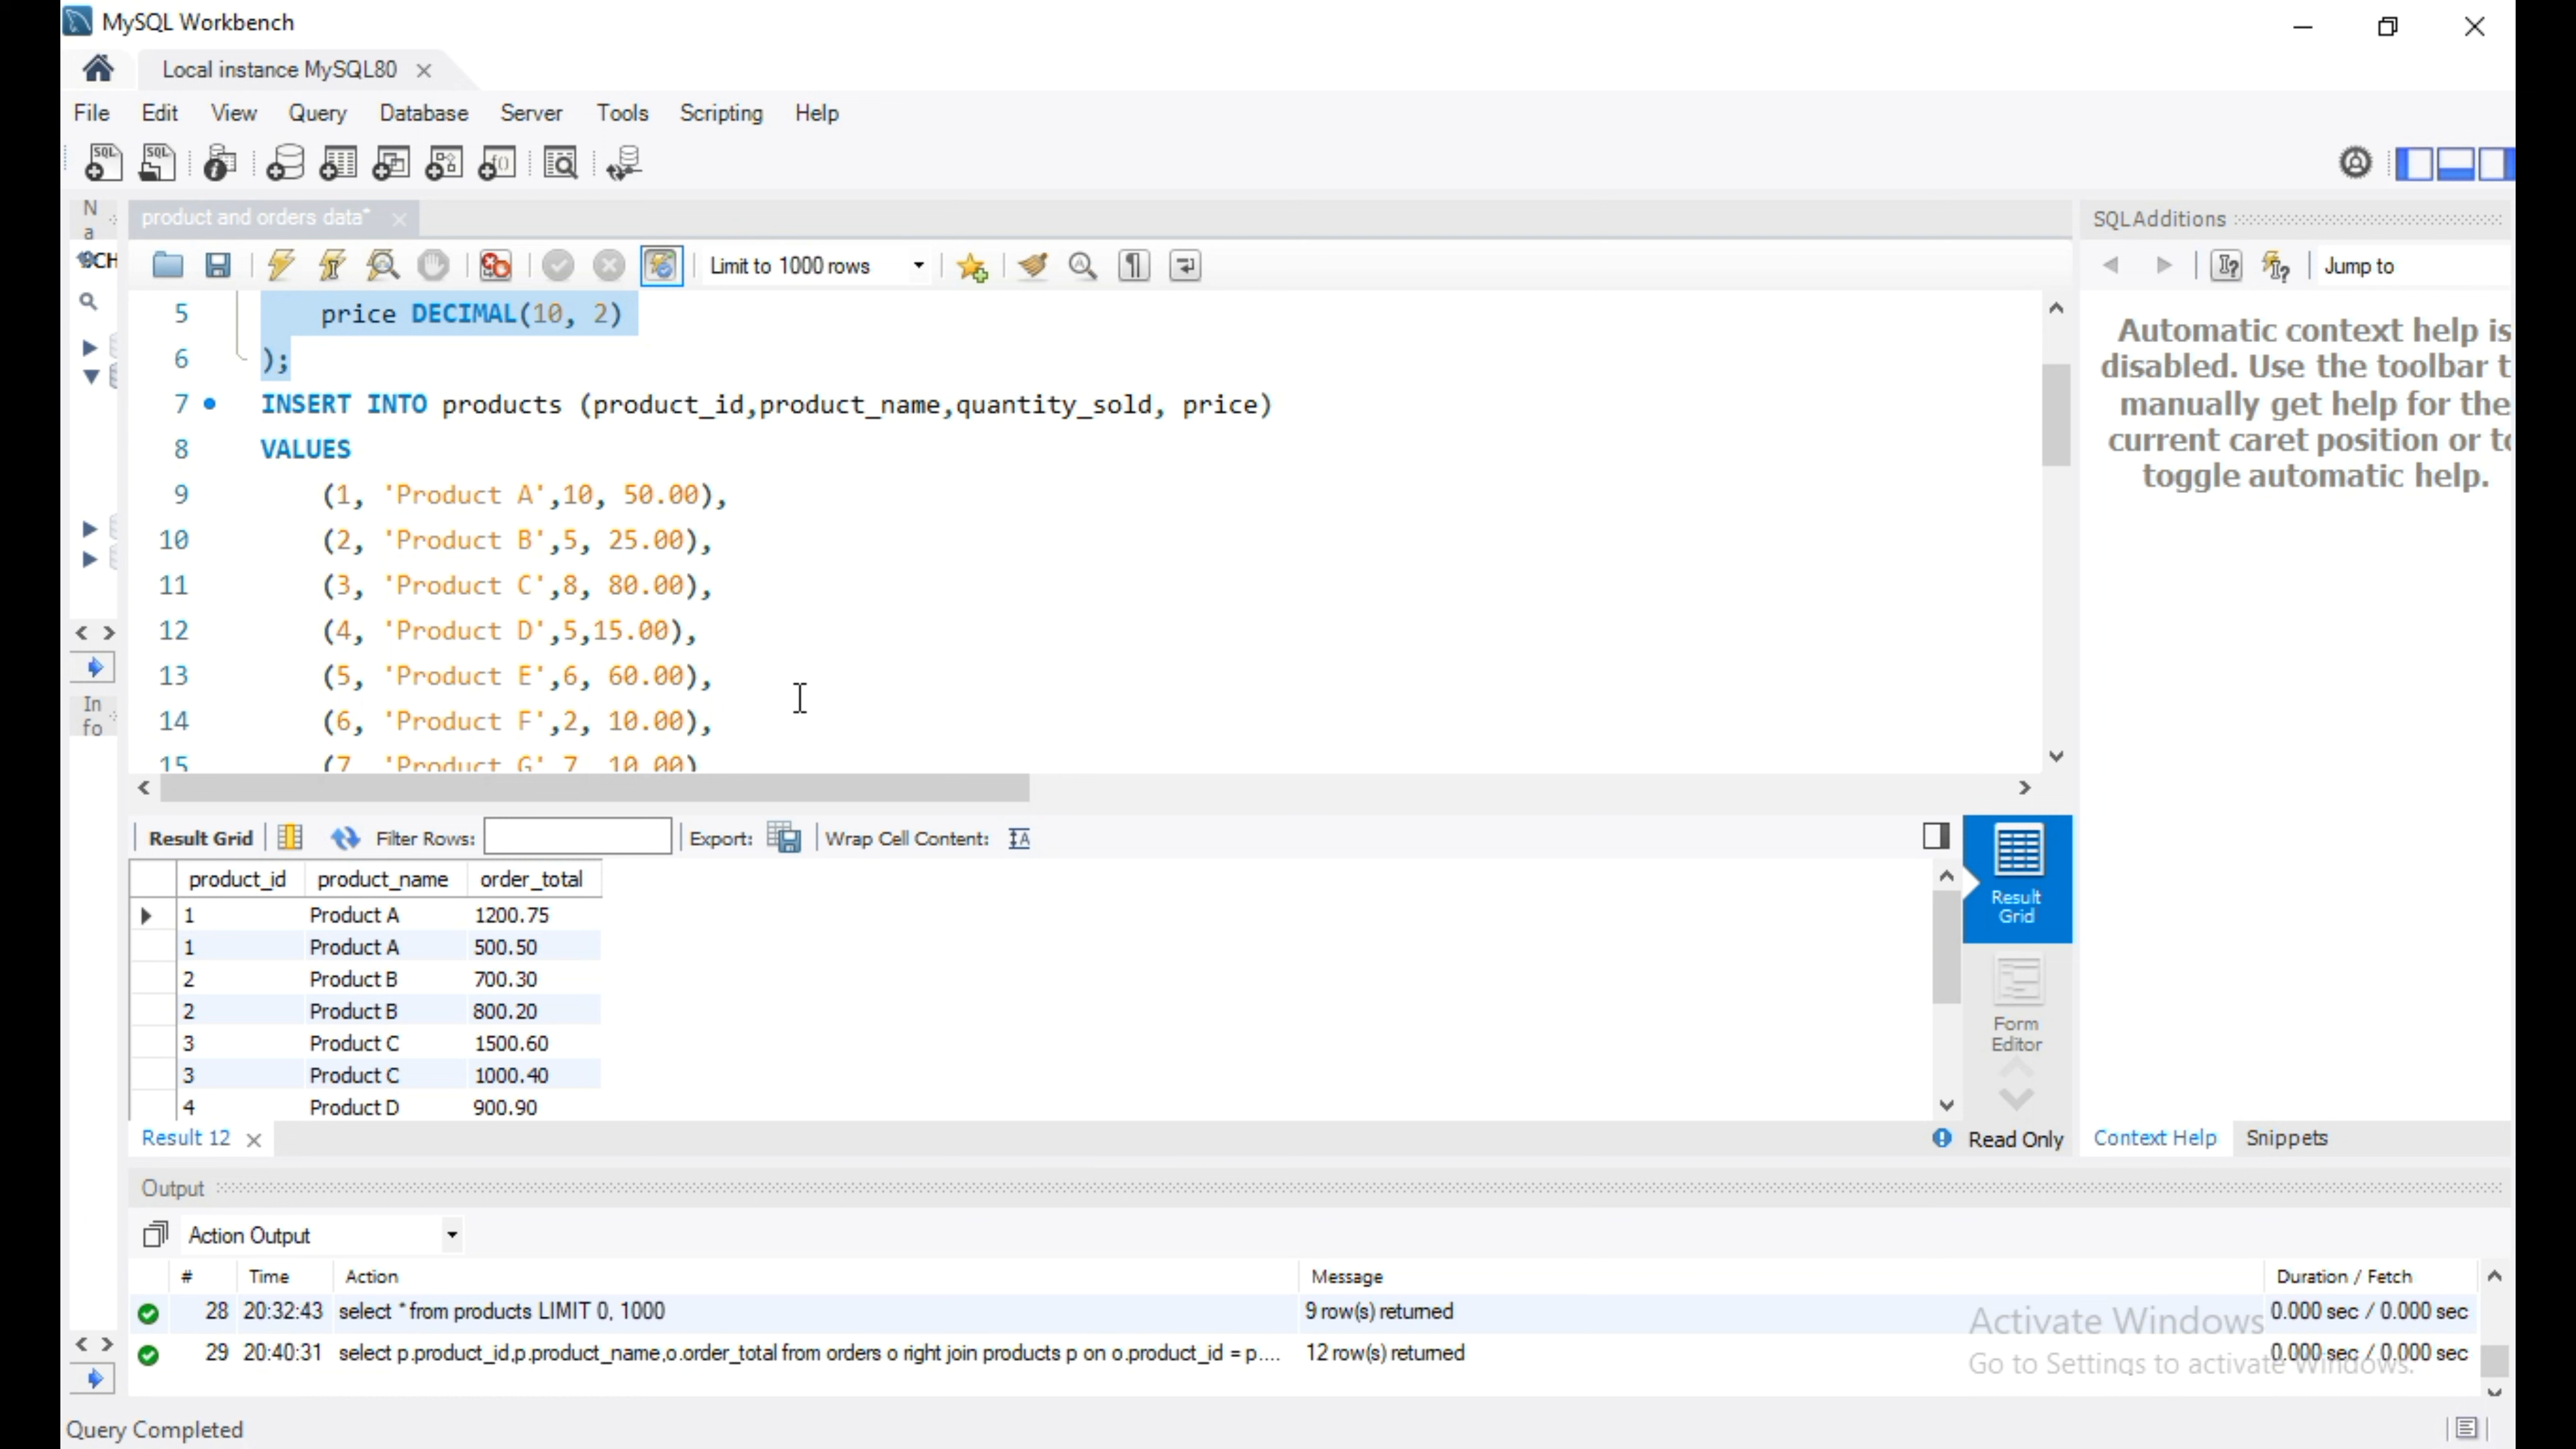 MySQL Workbench
Local instance MySQL80
File Edit View Query Database Server Tools Scripting Help
N
a
product and orders data*
SQLAdditions
Limit to 1000 rows
Jump to
5 price DECIMAL(10, 2)
6 );
7 INSERT INTO products (product_id,product_name,quantity_sold, price)
8 VALUES
9 (1, 'Product A',10, 50.00),
10 (2, 'Product B',5, 25.00),
11 (3, 'Product C',8, 80.00),
12 (4, 'Product D',5,15.00),
13 (5, 'Product E',6, 60.00),
14 (6, 'Product F',2, 10.00),
15 (7, 'Product G' 7, 10.00)
In
fo
Automatic context help is
disabled. Use the toolbar t
manually get help for the
current caret position or to
toggle automatic help.
Result Grid Filter Rows: Export: Wrap Cell Content:
product_id product_name order_total
1 Product A 1200.75
1 Product A 500.50
2 Product B 700.30
2 Product B 800.20
3 Product C 1500.60
3 Product C 1000.40
4 Product D 900.90
Result
Grid
Form
Editor
Result 12
Read Only
Context Help Snippets
Output
Action Output
# Time Action Message Duration / Fetch
28 20:32:43 select * from products LIMIT 0, 1000 9 row(s) returned 0.000 sec / 0.000 sec
29 20:40:31 select p.product_id,p.product_name,o.order_total from orders o right join products p on o.product_id = p.... 12 row(s) returned 0.000 sec / 0.000 sec
Activate Windows
Go to Settings to activate Windows.
Query Completed